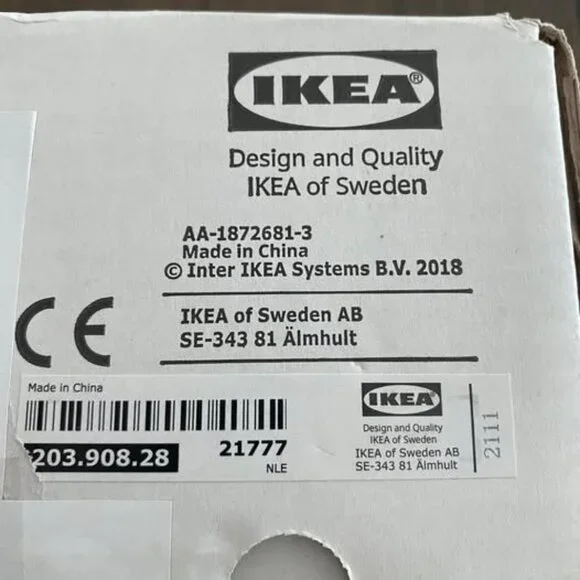 IKEA®
Design and Quality
IKEA of Sweden
AA-1872681-3
Made in China
© Inter IKEA Systems B.V. 2018
CE
IKEA of Sweden AB
SE-343 81 Älmhult
Made in China
203.908.28
21777
NLE
IKEA
Design and Quality
IKEA of Sweden
IKEA of Sweden AB
SE-343 81 Älmhult
2111